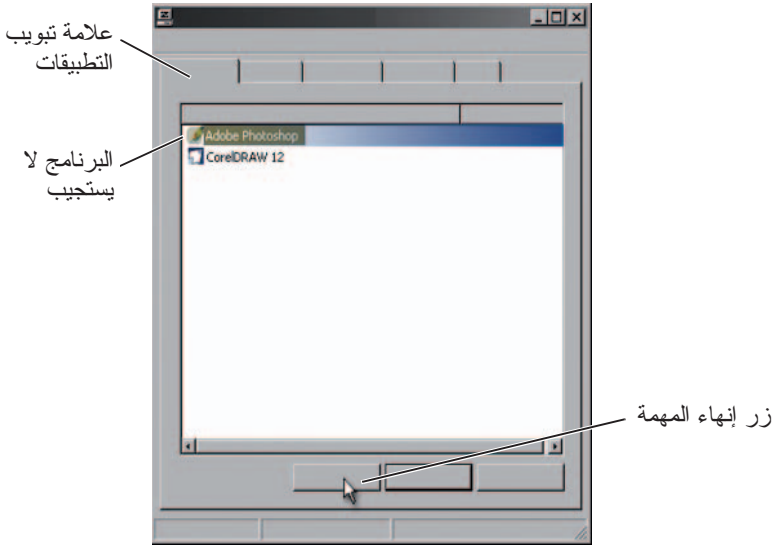 علامة تبويب
التطبيقات
Adobe Photoshop
CorelDRAW 12
البرنامج لا
يستجيب
زر إنهاء المهمة